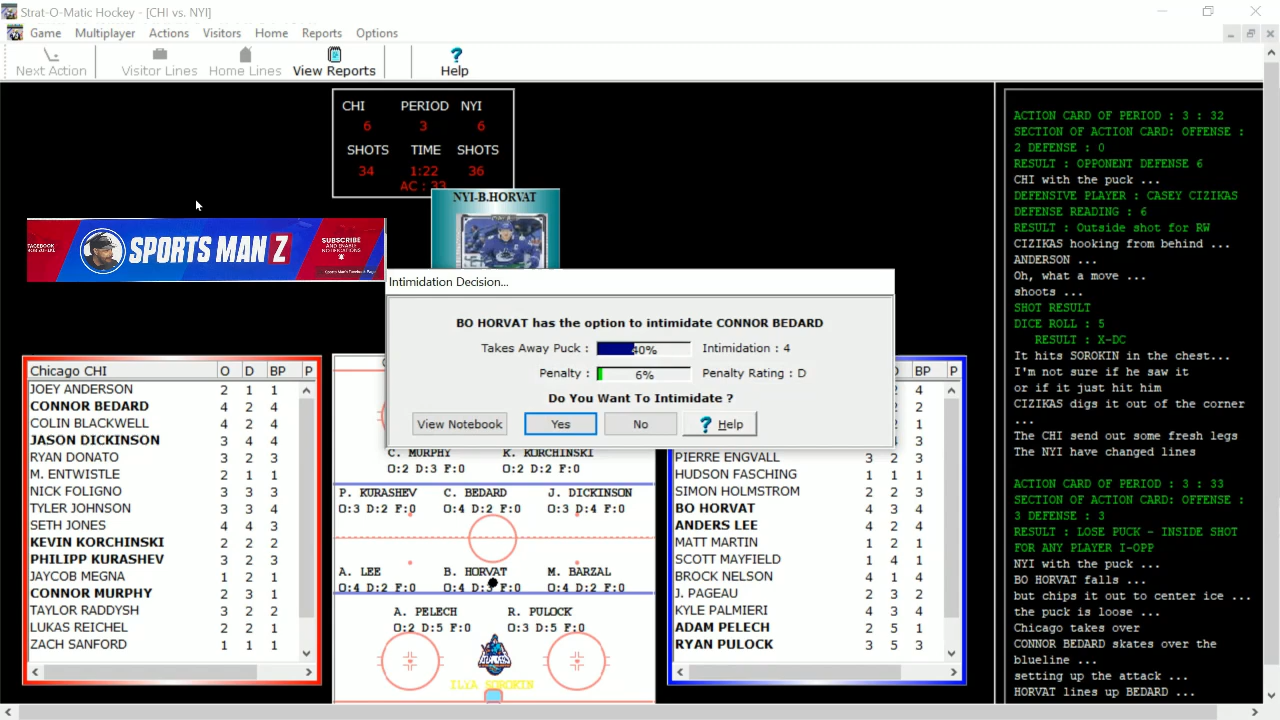 Strat-O-Matic Hockey - [CHI vs. NYI]
Game Multiplayer Actions Visitors Home Reports Options
Next Action Visitor Lines Home Lines View Reports Help
CHI PERIOD NYI
6 3 6
SHOTS TIME SHOTS
34 1:22 36
AC : 33
NYI-B.HORVAT
FACEBOOK
SPORTS MAN Z
SUBSCRIBE
AND ENABLE
NOTIFICATIONS
Sports Man's Facebook Page
Intimidation Decision...
BO HORVAT has the option to intimidate CONNOR BEDARD
Takes Away Puck : 40% Intimidation : 4
Penalty : 6% Penalty Rating : D
Do You Want To Intimidate ?
View Notebook Yes No Help
Chicago CHI O D BP P
JOEY ANDERSON 2 1 1
CONNOR BEDARD 4 2 4
COLIN BLACKWELL 4 2 4
JASON DICKINSON 3 4 4
RYAN DONATO 3 2 3
M. ENTWISTLE 2 1 1
NICK FOLIGNO 3 3 3
TYLER JOHNSON 3 3 4
SETH JONES 4 4 3
KEVIN KORCHINSKI 2 2 2
PHILIPP KURASHEV 3 2 3
JAYCOB MEGNA 1 2 1
CONNOR MURPHY 2 3 1
TAYLOR RADDYSH 3 2 2
LUKAS REICHEL 2 2 1
ZACH SANFORD 1 1 1
C. MURPHY K. KORCHINSKI
O:2 D:3 F:0 O:2 D:2 F:0
P. KURASHEV C. BEDARD J. DICKINSON
O:3 D:2 F:0 O:4 D:2 F:0 O:3 D:4 F:0
A. LEE B. HORVAT M. BARZAL
O:4 D:2 F:0 O:4 D:3 F:0 O:4 D:2 F:0
A. PELECH R. PULOCK
O:2 D:5 F:0 O:3 D:5 F:0
ILYA SOROKIN
BP P
4
2
1
3
PIERRE ENGVALL 3 2 3
HUDSON FASCHING 1 1 1
SIMON HOLMSTROM 2 2 3
BO HORVAT 4 3 4
ANDERS LEE 4 2 4
MATT MARTIN 1 2 1
SCOTT MAYFIELD 1 4 1
BROCK NELSON 4 1 4
J. PAGEAU 2 3 2
KYLE PALMIERI 4 3 4
ADAM PELECH 2 5 1
RYAN PULOCK 3 5 3
ACTION CARD OF PERIOD : 3 : 32
SECTION OF ACTION CARD: OFFENSE :
2 DEFENSE : 0
RESULT : OPPONENT DEFENSE 6
CHI with the puck ...
DEFENSIVE PLAYER : CASEY CIZIKAS
DEFENSE READING : 6
RESULT : Outside shot for RW
CIZIKAS hooking from behind ...
ANDERSON ...
Oh, what a move ...
shoots ...
SHOT RESULT
DICE ROLL : 5
RESULT : X-DC
It hits SOROKIN in the chest...
I'm not sure if he saw it
or if it just hit him
CIZIKAS digs it out of the corner
...
The CHI send out some fresh legs
The NYI have changed lines
ACTION CARD OF PERIOD : 3 : 33
SECTION OF ACTION CARD: OFFENSE :
3 DEFENSE : 3
RESULT : LOSE PUCK - INSIDE SHOT
FOR ANY PLAYER I-OPP
NYI with the puck ...
BO HORVAT falls ...
but chips it out to center ice ...
the puck is loose ...
Chicago takes over
CONNOR BEDARD skates over the
blueline ...
setting up the attack ...
HORVAT lines up BEDARD ...